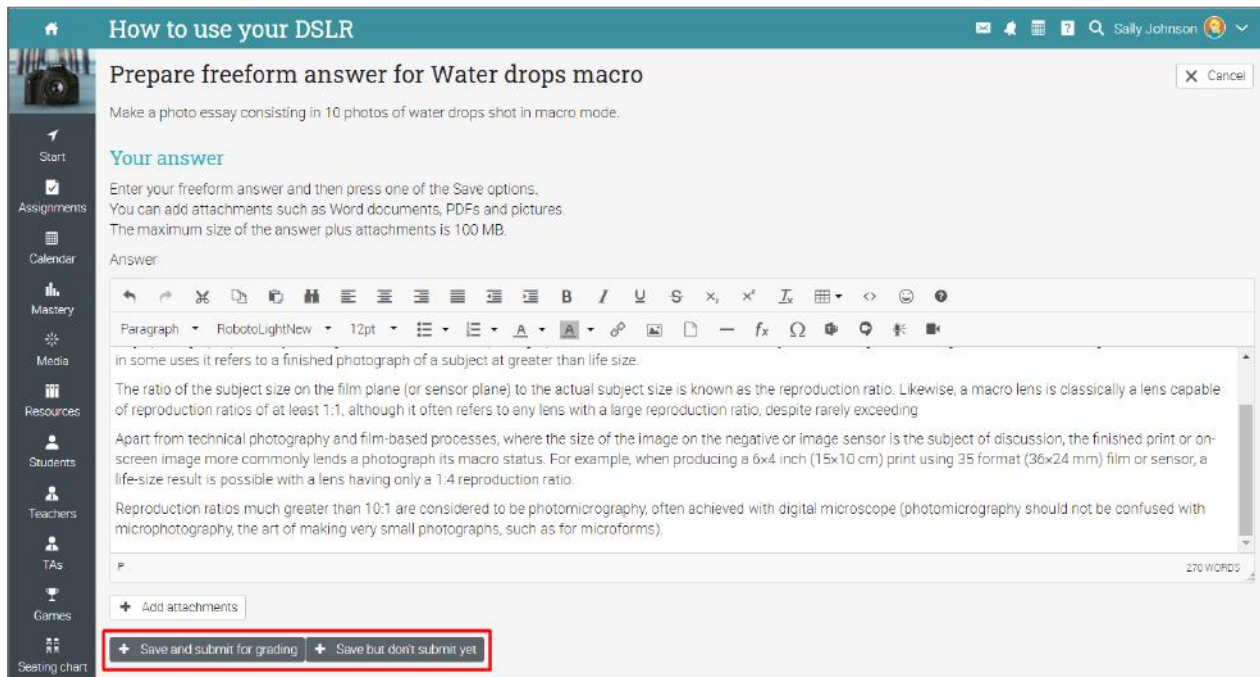 How to use your DSLR
Sally Johnson
Prepare freeform answer for Water drops macro
Cancel
Make a photo essay consisting in 10 photos of water drops shot in macro mode.
Start
Your answer
Enter your freeform answer and then press one of the Save options.
Assignments
You can add attachments such as Word documents, PDFs and pictures.
The maximum size of the answer plus attachments is 100 MB.
Calendar
Answer
Mastery
Paragraph
RobotoLightNew
12pt
Media
in some uses it refers to a finished photograph of a subject at greater than life size.
The ratio of the subject size on the film plane (or sensor plane) to the actual subject size is known as the reproduction ratio. Likewise, a macro lens is classically a lens capable
Resources
of reproduction ratios of at least 1:1, although it often refers to any lens with a large reproduction ratio, despite rarely exceeding
Apart from technical photography and film-based processes, where the size of the image on the negative or image sensor is the subject of discussion, the finished print or on-
Students
screen image more commonly lends a photograph its macro status. For example, when producing a 6×4 inch (15×10 cm) print using 35 format (36×24 mm) film or sensor, a
life-size result is possible with a lens having only a 1:4 reproduction ratio.
Teachers
Reproduction ratios much greater than 10:1 are considered to be photomicrography, often achieved with digital microscope (photomicrography should not be confused with
microphotography, the art of making very small photographs, such as for microforms).
TAs
P
270 WORDS
Games
Add attachments
Save and submit for grading
Save but don't submit yet
Seating chart